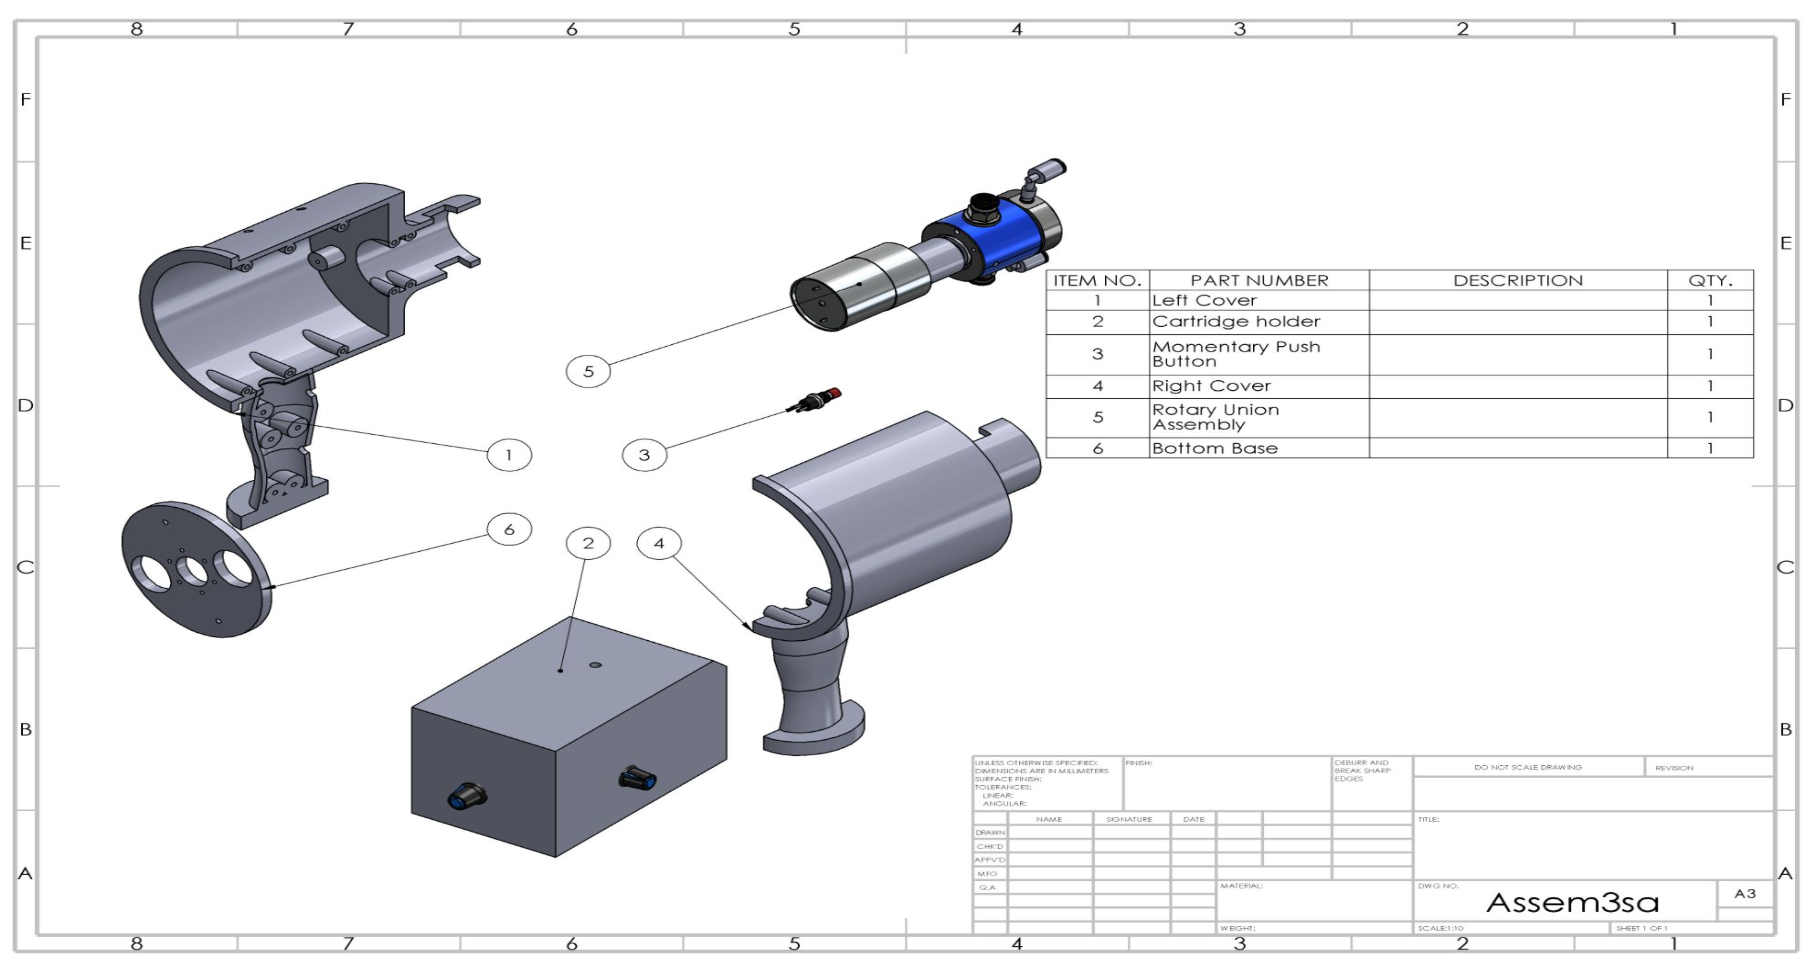 8 7 6 5 4 3 2 1
F F
E E
D D
C C
B B
A A
5
1
3
6
2
4
ITEM NO. PART NUMBER DESCRIPTION QTY.
1 Left Cover 1
2 Cartridge holder 1
3 Momentary Push Button 1
4 Right Cover 1
5 Rotary Union Assembly 1
6 Bottom Base 1
UNLESS OTHERWISE SPECIFIED:
DIMENSIONS ARE IN MILLIMETERS
SURFACE FINISH:
TOLERANCES:
LINEAR:
ANGULAR:
FINISH:
DEBURR AND
BREAK SHARP
EDGES
DO NOT SCALE DRAWING
REVISION
NAME SIGNATURE DATE
DRAWN
CHK'D
APPV'D
MFG
Q.A
TITLE:
MATERIAL:
DWG NO.
Assem3sa
A3
WEIGHT:
SCALE:1:10
SHEET 1 OF 1
8 7 6 5 4 3 2 1